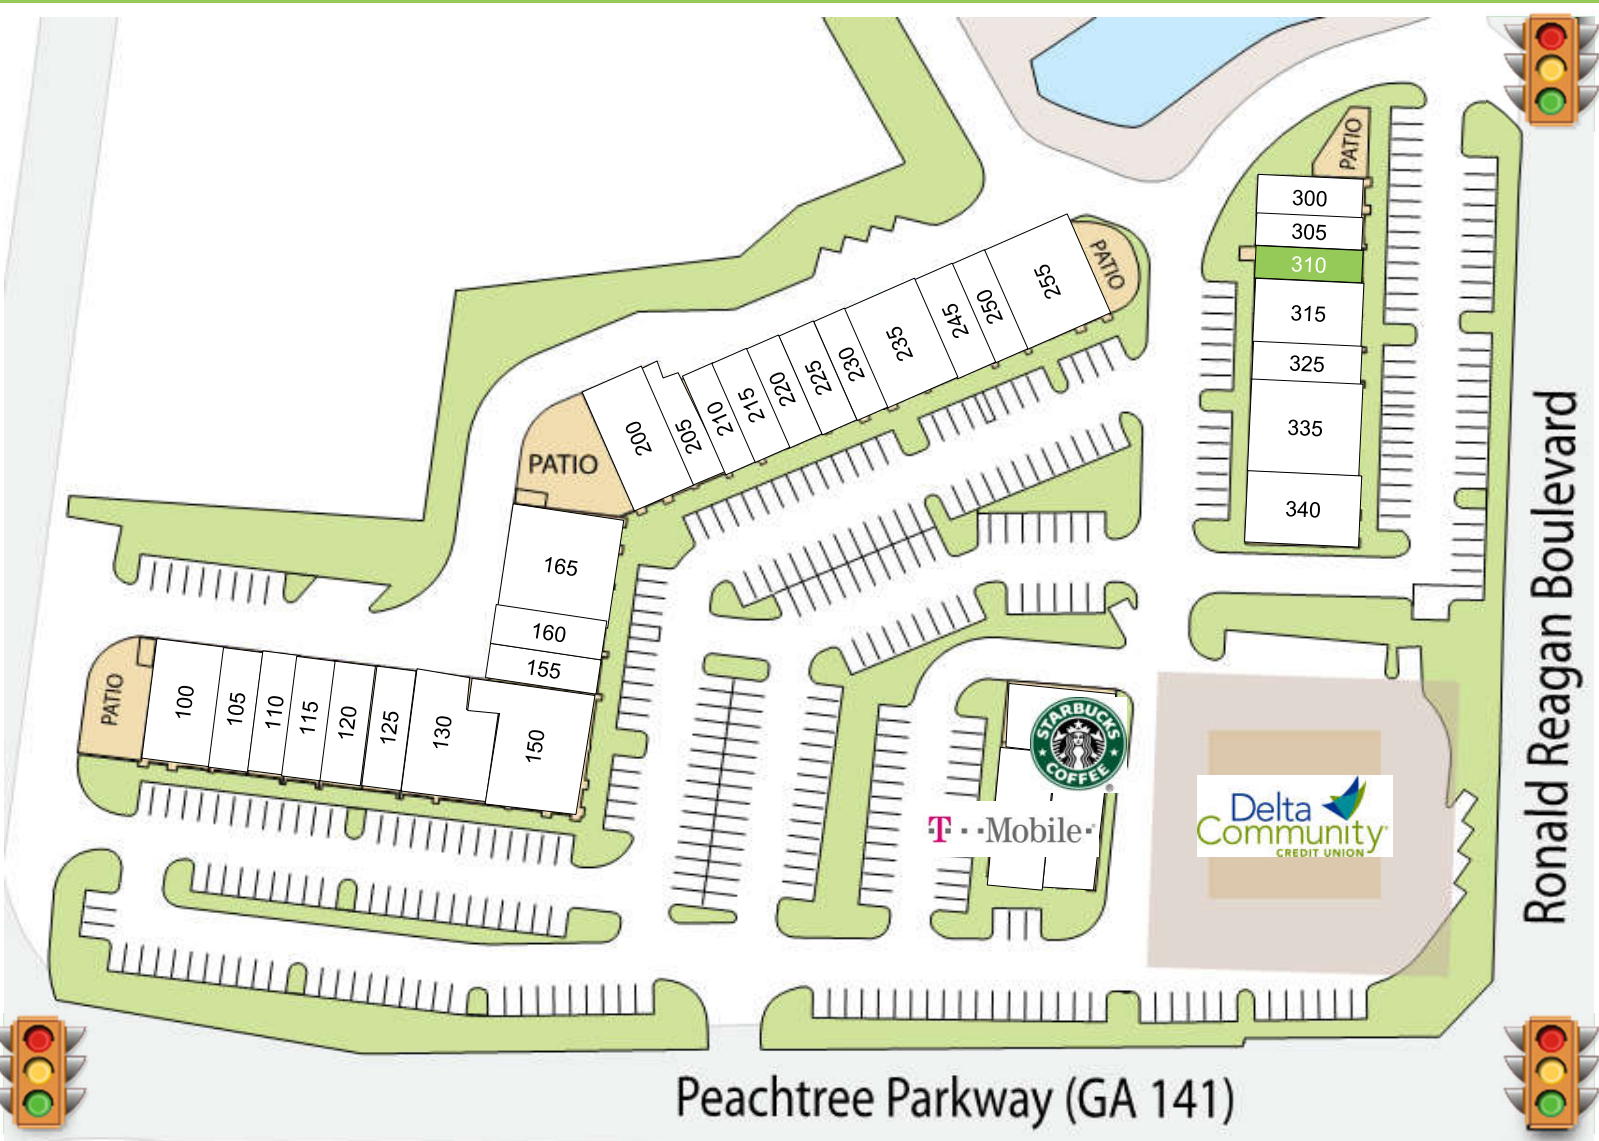 PATIO
300
305
310
315
325
335
340
PATIO
255
250
245
235
230
225
220
215
210
205
200
PATIO
165
160
155
PATIO
100
105
110
115
120
125
130
150
STARBUCKS
COFFEE
T··Mobile·
Delta
Community
CREDIT UNION
Ronald Reagan Boulevard
Peachtree Parkway (GA 141)